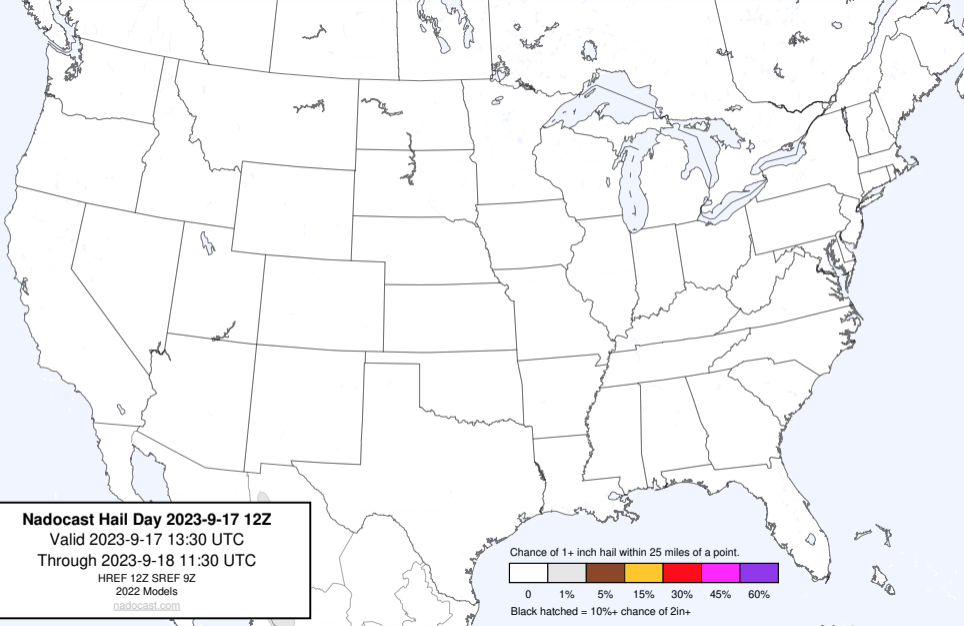 Nadocast Hail Day 2023-9-17 12Z
Valid 2023-9-17 13:30 UTC
Through 2023-9-18 11:30 UTC
HREF 12Z SREF 9Z
2022 Models
nadocast.com
Chance of 1+ inch hail within 25 miles of a point.
0 1% 5% 15% 30% 45% 60%
Black hatched = 10%+ chance of 2in+